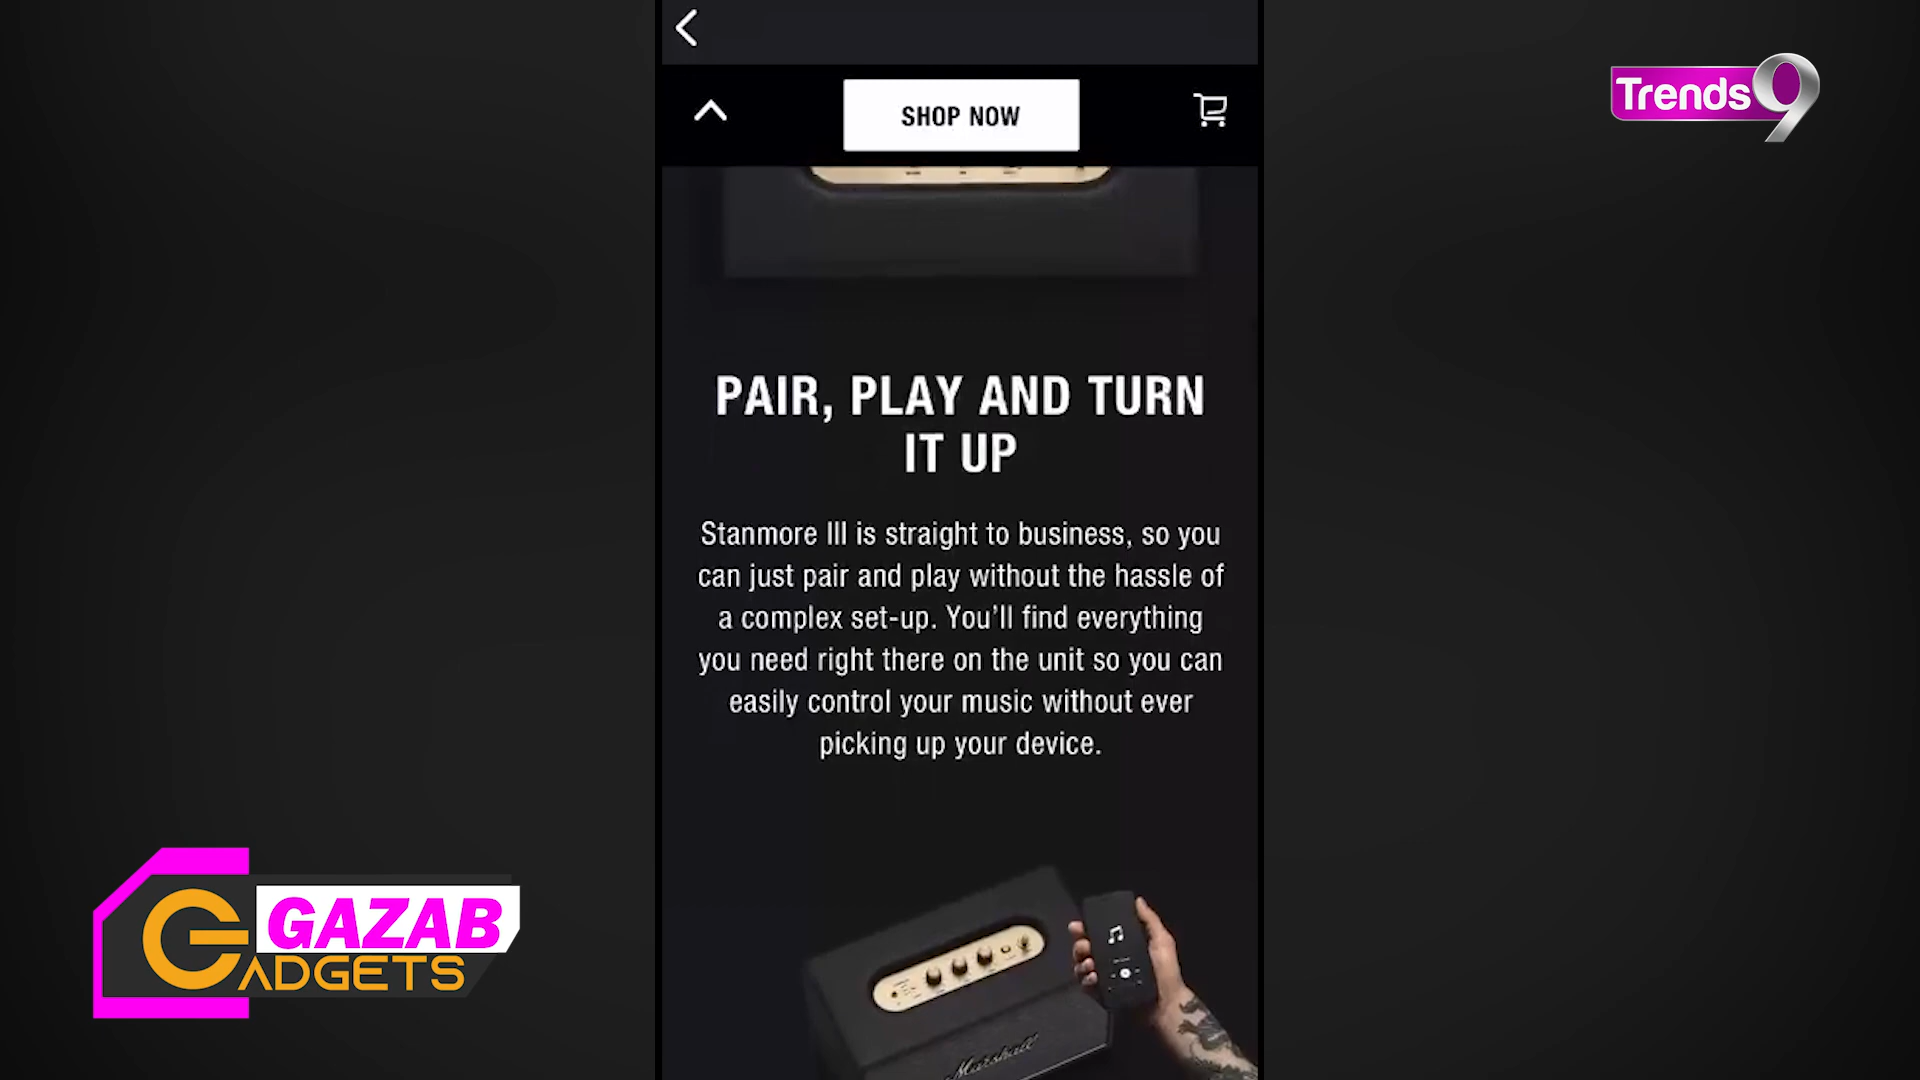 SHOP NOW
Trends9
PAIR, PLAY AND TURN
IT UP
Stanmore III is straight to business, so you
can just pair and play without the hassle of
a complex set-up. You'll find everything
you need right there on the unit so you can
easily control your music without ever
picking up your device.
GAZAB
GADGETS
Marshall